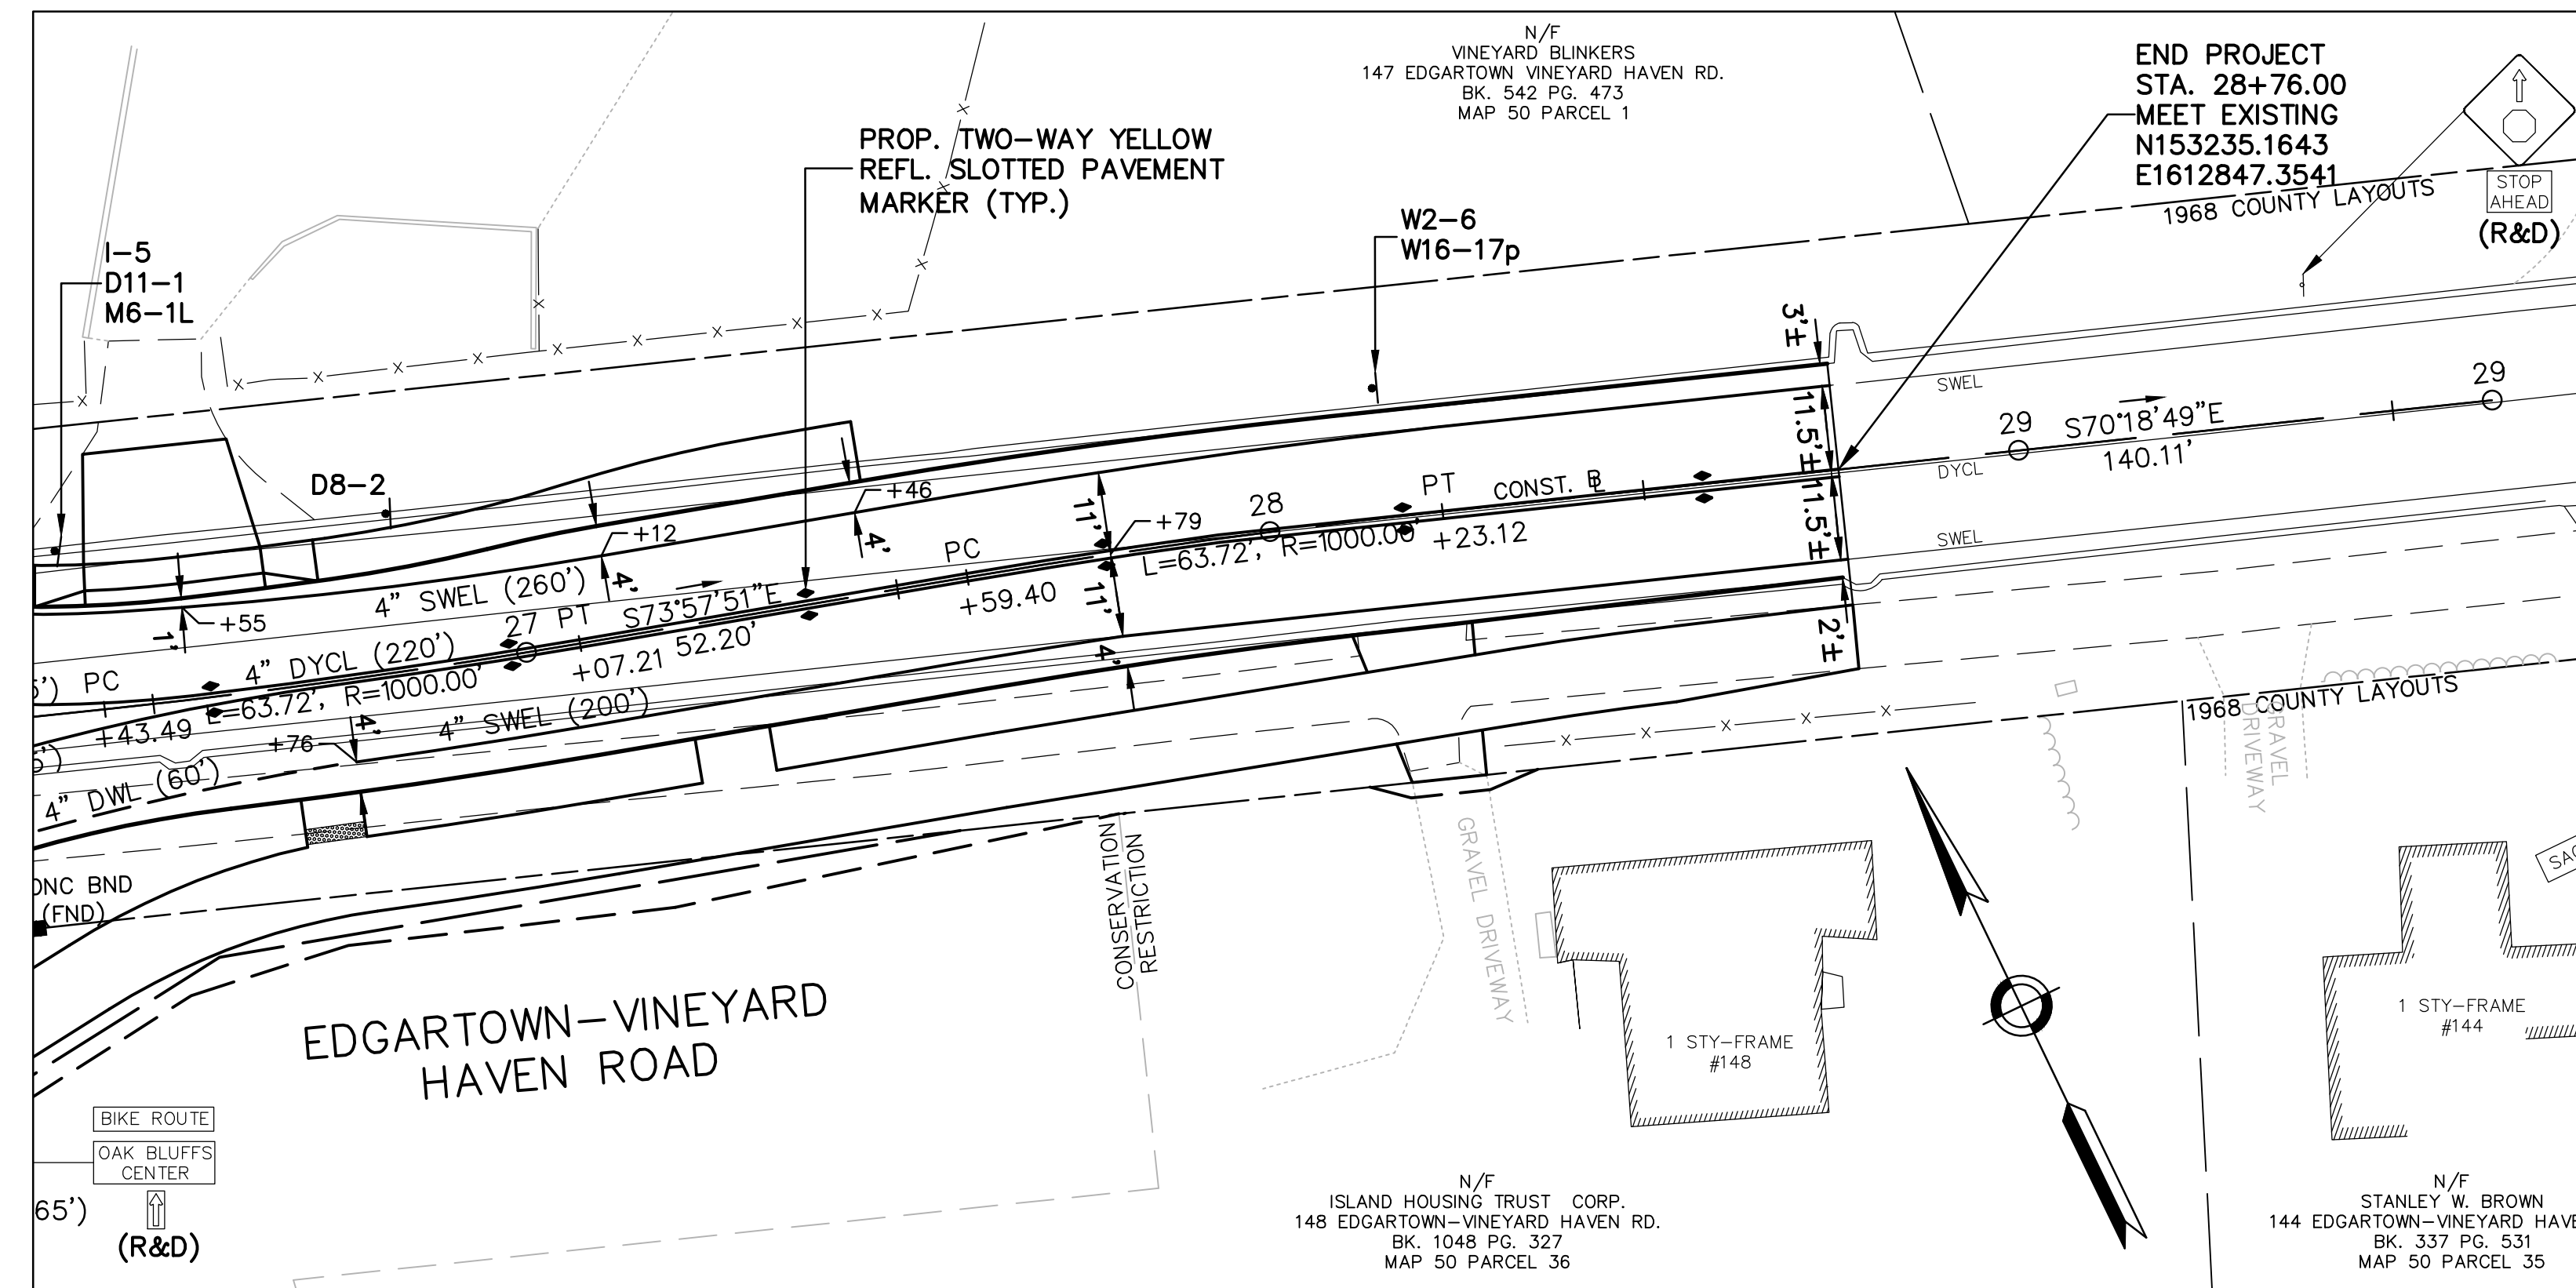 N/F
VINEYARD BLINKERS
147 EDGARTOWN VINEYARD HAVEN RD.
BK. 542 PG. 473
MAP 50 PARCEL 1
END PROJECT
STA. 28+76.00
MEET EXISTING
N153235.1643
E1612847.3541
STOP
AHEAD
(R&D)
1968 COUNTY LAYOUTS
PROP. TWO-WAY YELLOW
REFL. SLOTTED PAVEMENT
MARKER (TYP.)
W2-6
W16-17p
I-5
D11-1
M6-1L
D8-2
3'±
11.5'±
11.5'±
2'±
SWEL
DYCL
SWEL
29
S70°18'49"E
140.11'
29
+46
4'
+12
4'
11'
+79
11'
28
PT
CONST. BL
+23.12
L=63.72', R=1000.00'
PC
+59.40
4" SWEL (260')
S73°57'51"E
52.20'
27
PT
+07.21
+55
1'
4" DYCL (220')
L=63.72', R=1000.00'
5') PC
+43.49
4" SWEL (200')
+76
4'
4'
5')
4" DWL (60')
ONC BND
(FND)
1968 COUNTY LAYOUTS
GRAVEL
DRIVEWAY
CONSERVATION
RESTRICTION
GRAVEL DRIVEWAY
EDGARTOWN-VINEYARD
HAVEN ROAD
1 STY-FRAME
#148
1 STY-FRAME
#144
BIKE ROUTE
OAK BLUFFS
CENTER
65')
(R&D)
N/F
ISLAND HOUSING TRUST CORP.
148 EDGARTOWN-VINEYARD HAVEN RD.
BK. 1048 PG. 327
MAP 50 PARCEL 36
N/F
STANLEY W. BROWN
144 EDGARTOWN-VINEYARD HAVE
BK. 337 PG. 531
MAP 50 PARCEL 35